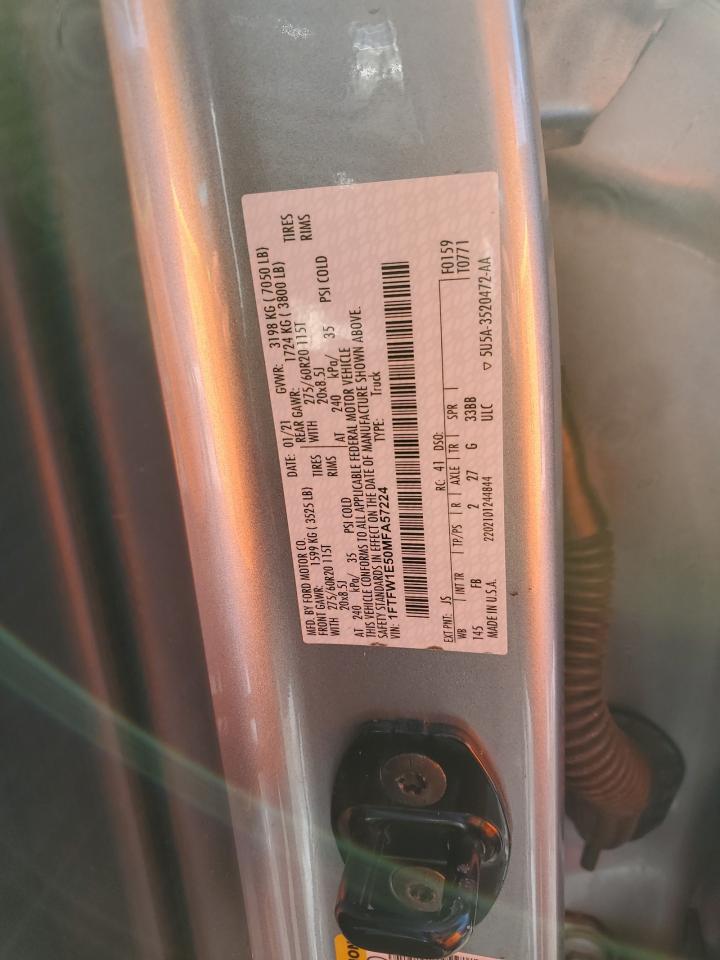 MFD. BY FORD MOTOR CO.
DATE: 01/21 GVWR: 3198 KG ( 7050 LB)
FRONT GAWR: 1599 KG ( 3525 LB) REAR GAWR: 1724 KG ( 3800 LB)
WITH 275/60R20 115T TIRES WITH 275/60R20 115T TIRES
20x8.5J RIMS 20x8.5J RIMS
AT 240 kPa/ 35 PSI COLD AT 240 kPa/ 35 PSI COLD
THIS VEHICLE CONFORMS TO ALL APPLICABLE FEDERAL MOTOR VEHICLE
SAFETY STANDARDS IN EFFECT ON THE DATE OF MANUFACTURE SHOWN ABOVE.
VIN: 1FTFW1E50MFA57224 TYPE: Truck
F0159
T0771
EXT PNT: JS RC: 41 DSO:
WB INT TR TP/PS R AXLE TR SPR
145 FB 2 27 G 33BB
MADE IN U.S.A. 22021D1244844 ULC ▽ 5U5A-3520472-AA